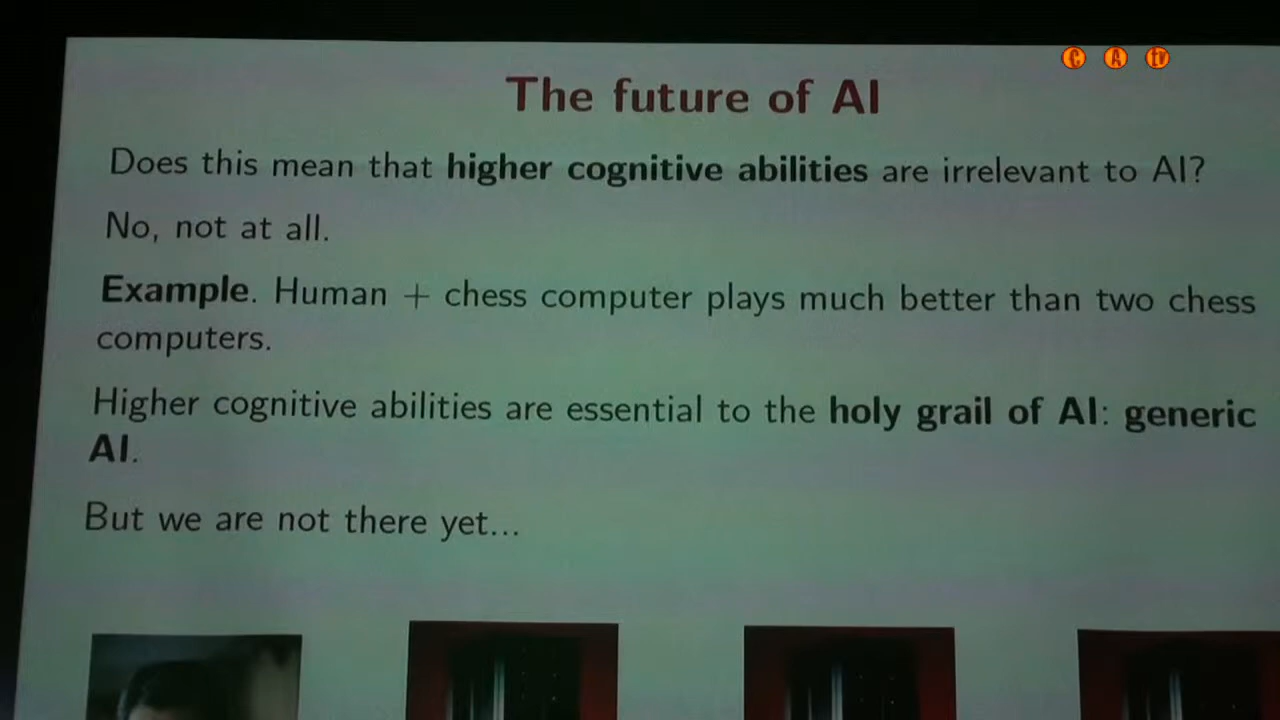 C A tv
The future of AI
Does this mean that higher cognitive abilities are irrelevant to AI?
No, not at all.
Example. Human + chess computer plays much better than two chess
computers.
Higher cognitive abilities are essential to the holy grail of AI: generic
AI.
But we are not there yet...